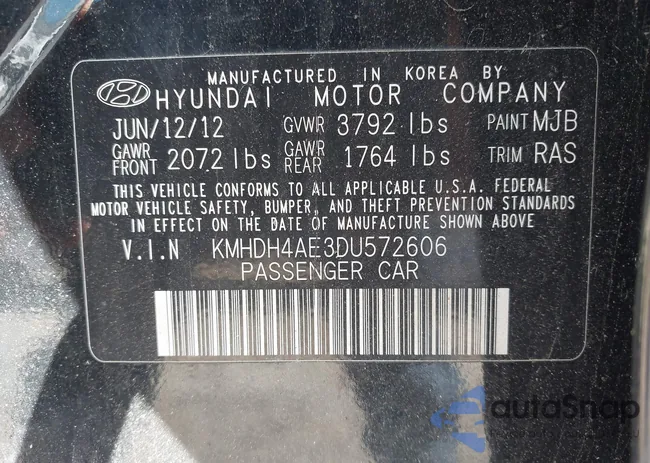 MANUFACTURED IN KOREA BY
HYUNDAI MOTOR COMPANY
JUN/12/12 GVWR 3792 lbs PAINT MJB
GAWR FRONT 2072 lbs GAWR REAR 1764 lbs TRIM RAS
THIS VEHICLE CONFORMS TO ALL APPLICABLE U.S.A. FEDERAL
MOTOR VEHICLE SAFETY, BUMPER, AND THEFT PREVENTION STANDARDS
IN EFFECT ON THE DATE OF MANUFACTURE SHOWN ABOVE
V.I.N KMHDH4AE3DU572606
PASSENGER CAR
autoSnap